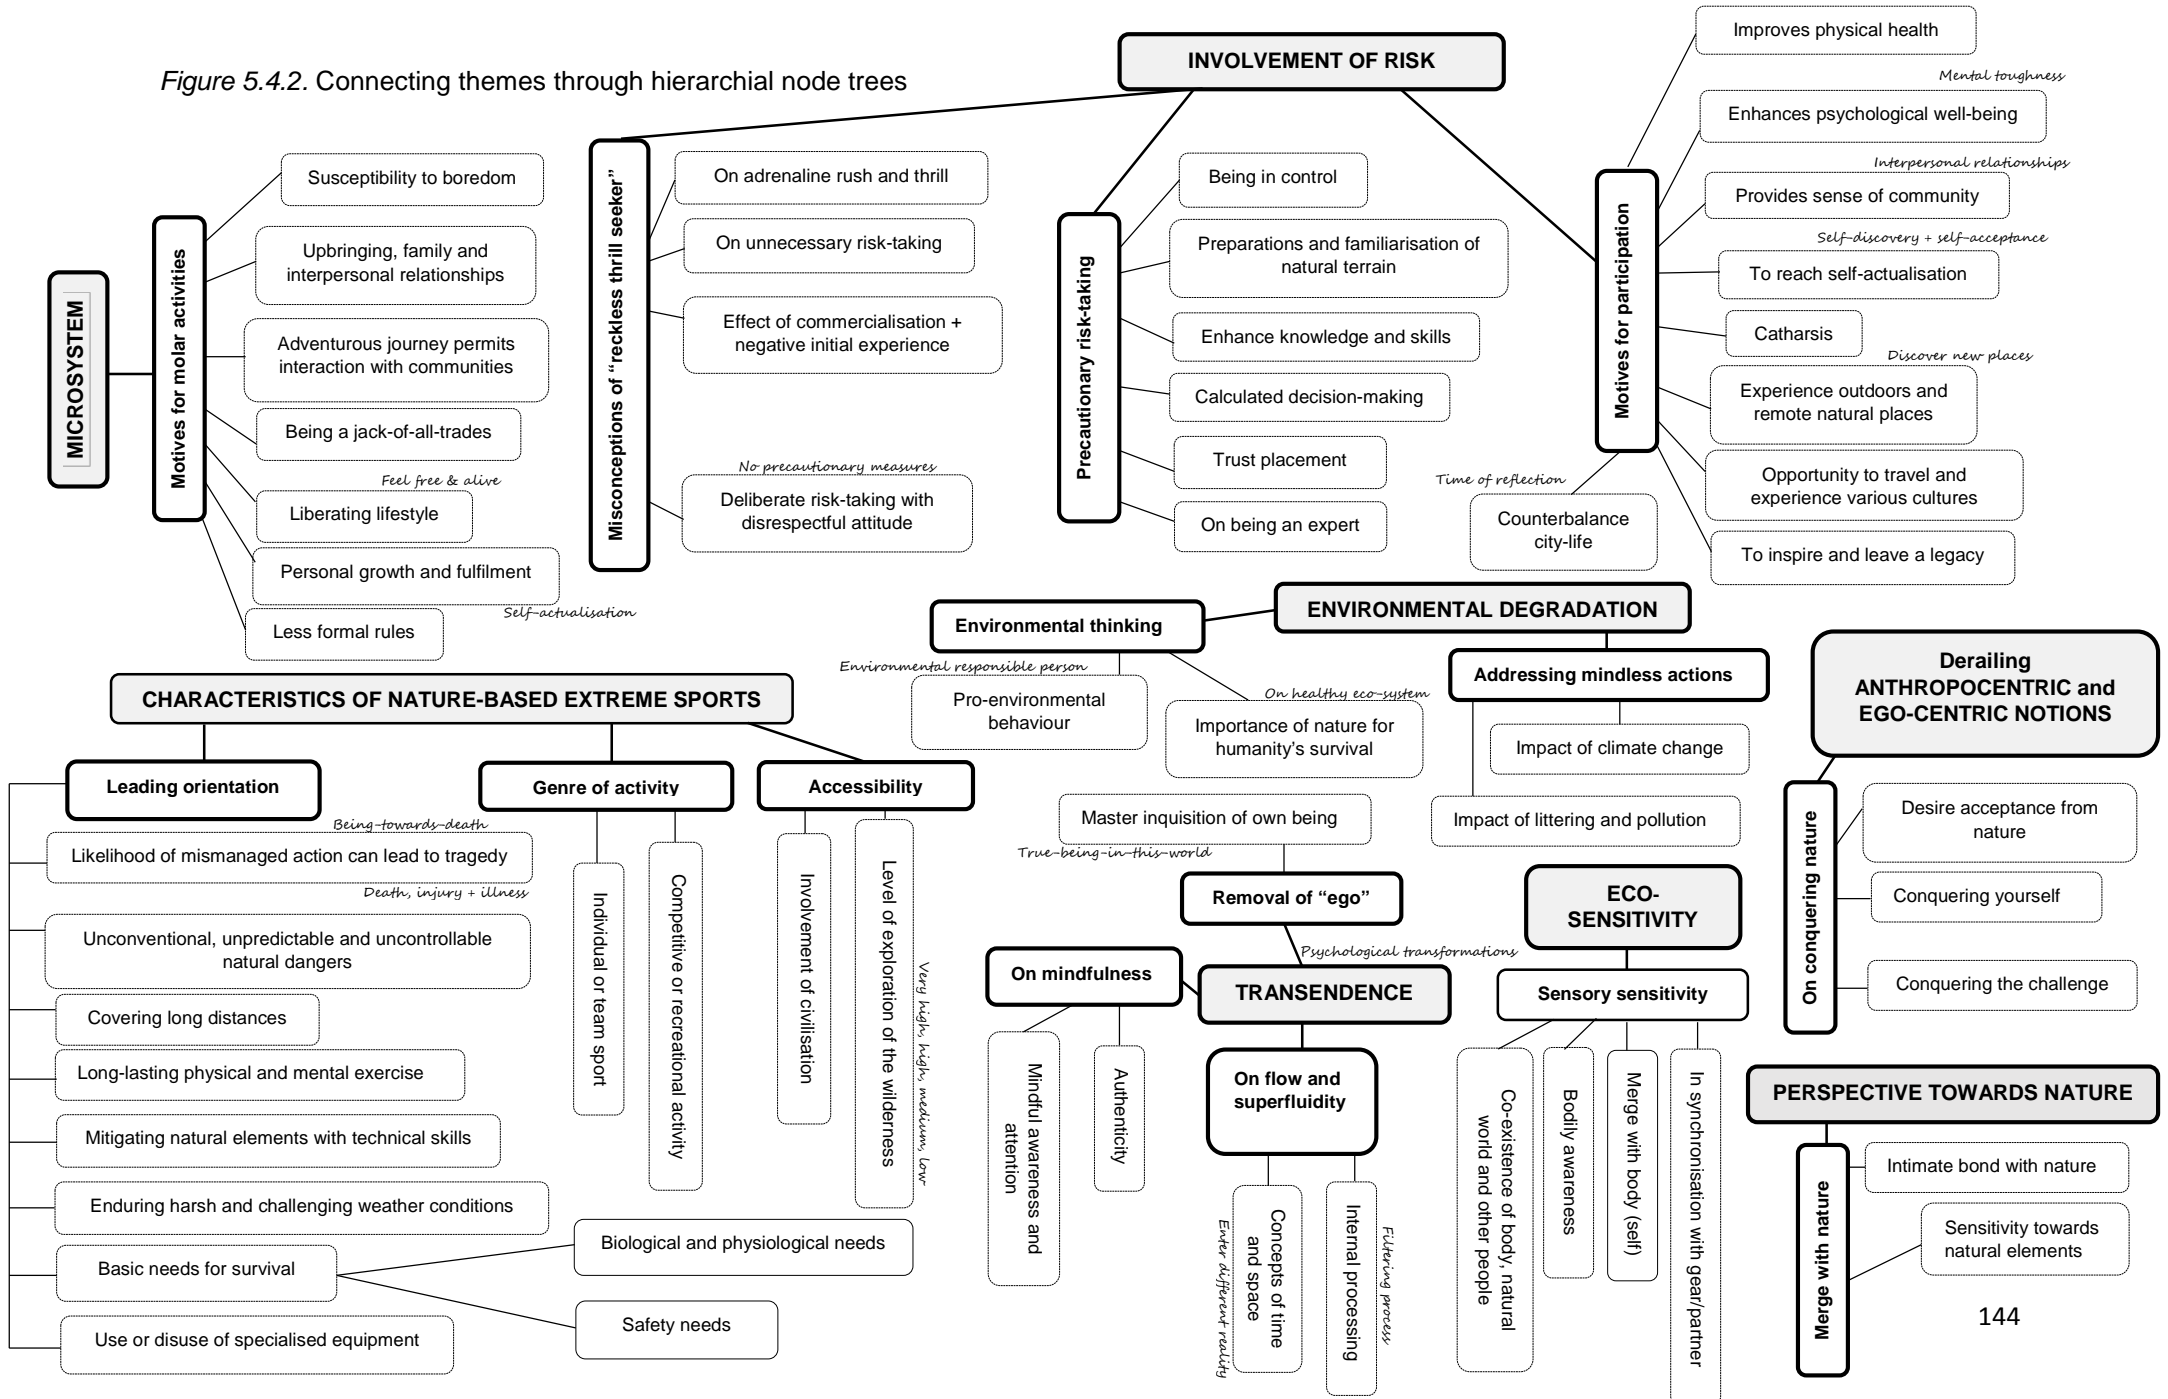 Figure 5.4.2. Connecting themes through hierarchial node trees
MICROSYSTEM
Motives for molar activities
Susceptibility to boredom
Upbringing, family and
interpersonal relationships
Adventurous journey permits
interaction with communities
Being a jack-of-all-trades
Feel free & alive
Liberating lifestyle
Personal growth and fulfilment
Self-actualisation
Less formal rules
INVOLVEMENT OF RISK
Misconceptions of “reckless thrill seeker”
On adrenaline rush and thrill
On unnecessary risk-taking
Effect of commercialisation +
negative initial experience
No precautionary measures
Deliberate risk-taking with
disrespectful attitude
Precautionary risk-taking
Being in control
Preparations and familiarisation of
natural terrain
Enhance knowledge and skills
Calculated decision-making
Trust placement
On being an expert
Motives for participation
Improves physical health
Mental toughness
Enhances psychological well-being
Interpersonal relationships
Provides sense of community
Self-discovery + self-acceptance
To reach self-actualisation
Catharsis
Discover new places
Experience outdoors and
remote natural places
Opportunity to travel and
experience various cultures
To inspire and leave a legacy
Time of reflection
Counterbalance
city-life
ENVIRONMENTAL DEGRADATION
Environmental thinking
Environmental responsible person
Pro-environmental
behaviour
On healthy eco-system
Importance of nature for
humanity’s survival
Addressing mindless actions
Impact of climate change
Impact of littering and pollution
Derailing
ANTHROPOCENTRIC and
EGO-CENTRIC NOTIONS
On conquering nature
Desire acceptance from
nature
Conquering yourself
Conquering the challenge
CHARACTERISTICS OF NATURE-BASED EXTREME SPORTS
Leading orientation
Being-towards-death
Likelihood of mismanaged action can lead to tragedy
Death, injury + illness
Unconventional, unpredictable and uncontrollable
natural dangers
Covering long distances
Long-lasting physical and mental exercise
Mitigating natural elements with technical skills
Enduring harsh and challenging weather conditions
Basic needs for survival
Biological and physiological needs
Safety needs
Use or disuse of specialised equipment
Genre of activity
Individual or team sport
Competitive or recreational activity
Accessibility
Involvement of civilisation
Level of exploration of the wilderness
Very high, high, medium, low-
Master inquisition of own being
True-being-in-this-world
Removal of “ego”
Psychological transformations
On mindfulness
TRANSENDENCE
Mindful awareness and
attention
Authenticity
On flow and
superfluidity
Enter different reality
Concepts of time
and space
Internal processing
Filtering process
ECO-
SENSITIVITY
Sensory sensitivity
Co-existence of body, natural
world and other people
Bodily awareness
Merge with body (self)
In synchronisation with gear/partner
PERSPECTIVE TOWARDS NATURE
Merge with nature
Intimate bond with nature
Sensitivity towards
natural elements
144